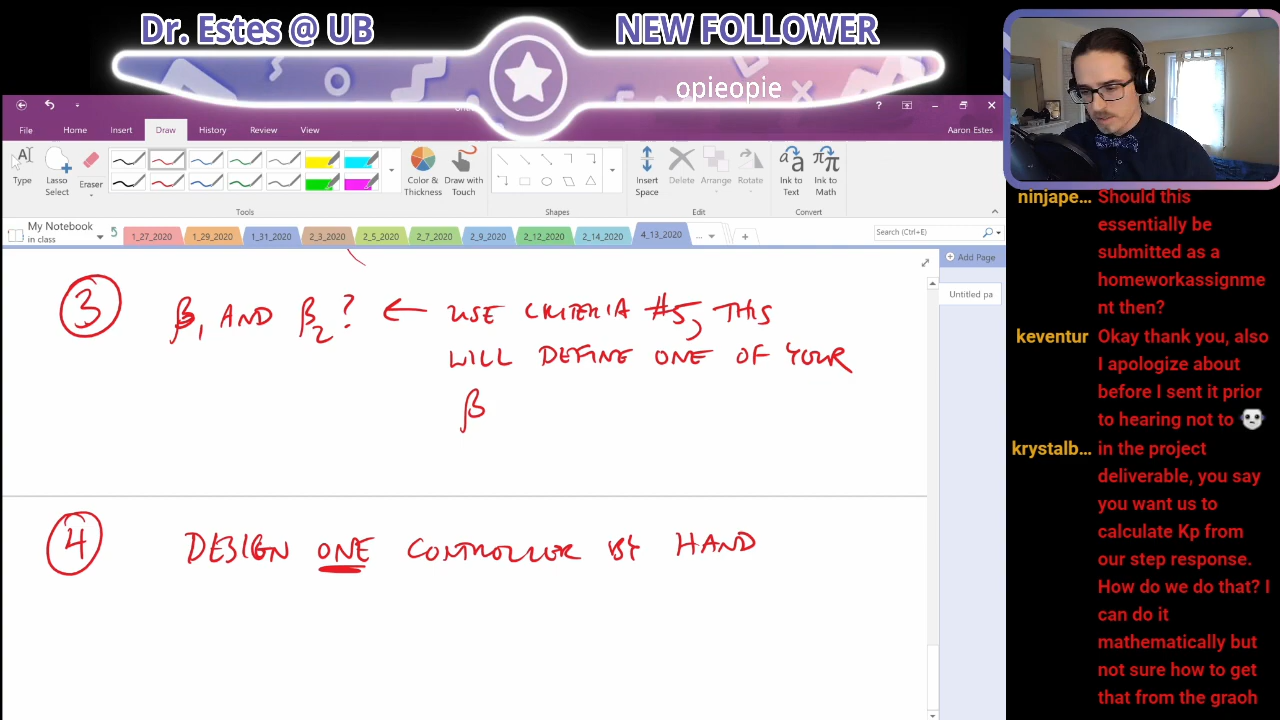 Dr. Estes @ UB
NEW FOLLOWER
opieopie
File
Home
Insert
Draw
History
Review
View
?
Aaron Estes
Type
Lasso
Select
Eraser
Color &
Thickness
Draw with
Touch
Insert
Space
Delete
Arrange
Rotate
Ink to
Text
Ink to
Math
Tools
Shapes
Edit
Convert
My Notebook
in class
1_27_2020
1_29_2020
1_31_2020
2_3_2020
2_5_2020
2_7_2020
2_9_2020
2_12_2020
2_14_2020
4_13_2020
...
Search (Ctrl+E)
Add Page
Untitled pa
3 β1 AND β2? ← USE CRITERIA #5, THIS
WILL DEFINE ONE OF YOUR
β
4 DESIGN ONE CONTROLLER BY HAND
ninjape... Should this
essentially be
submitted as a
homeworkassignme
nt then?
keventur Okay thank you, also
I apologize about
before I sent it prior
to hearing not to
krystalb... in the project
deliverable, you say
you want us to
calculate Kp from
our step response.
How do we do that? I
can do it
mathematically but
not sure how to get
that from the graoh